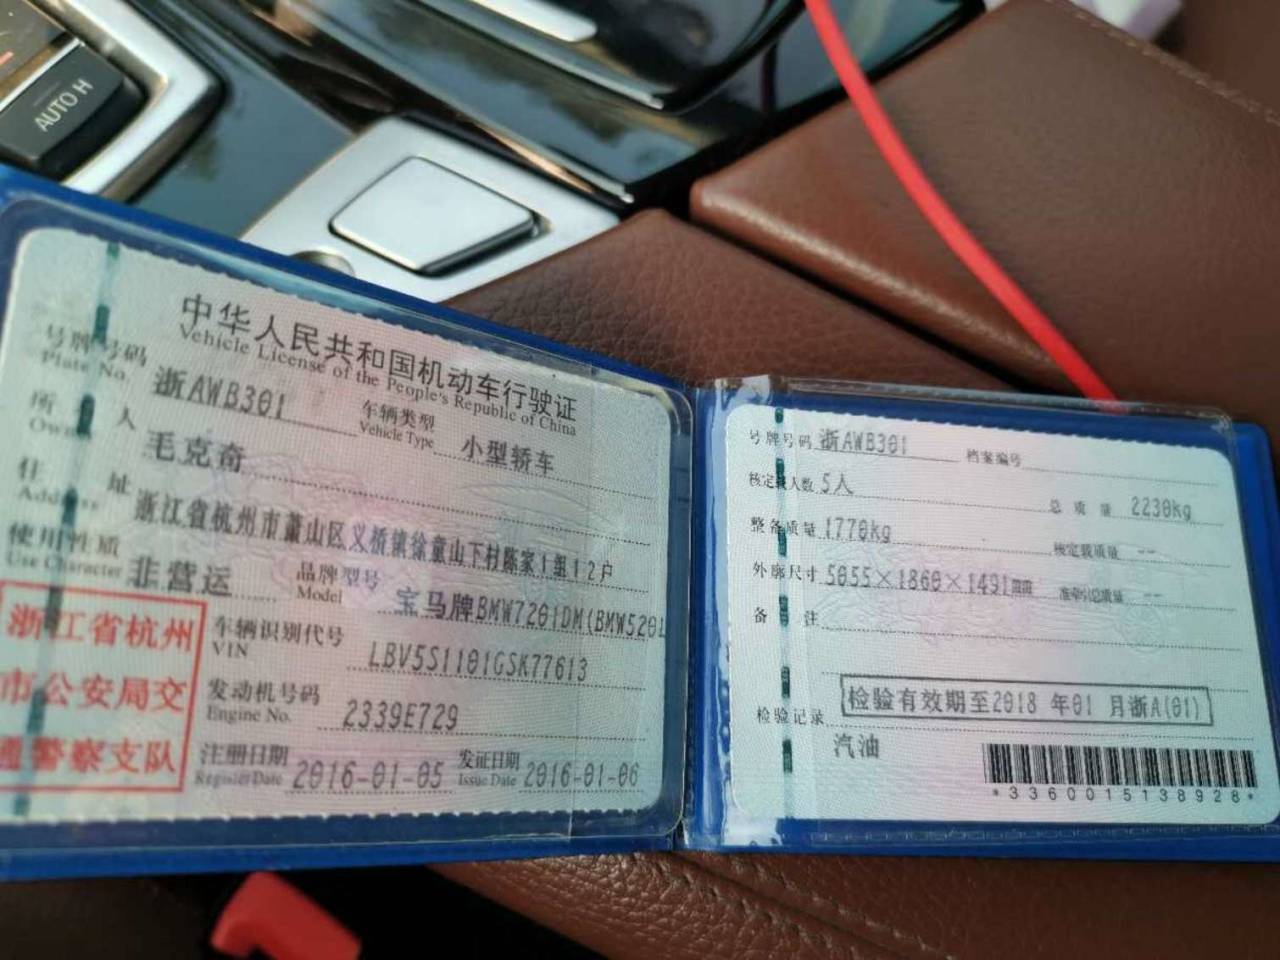 AUTO H
中华人民共和国机动车行驶证
Vehicle License of the People's Republic of China
号牌号码 浙AWB301 车辆类型 小型轿车
Plate No. Vehicle Type
所有人 毛克奇
Owner
住址 浙江省杭州市萧山区义桥镇徐童山下村陈家1组12户
Address
使用性质 非营运 品牌型号 宝马牌BMW7201DM(BMW520L
Use Character Model
浙江省杭州
市公安局交
通警察支队
车辆识别代号 LBV5S1101GSK77613
VIN
发动机号码 2339E729
Engine No.
注册日期 2016-01-05 发证日期 2016-01-06
Register Date Issue Date
号牌号码 浙AWB301 档案编号
核定载人数 5人 总质量 2230kg
整备质量 1770kg 核定载质量 --
外廓尺寸 5055×1860×1491mm 准牵引总质量 --
备注
检验记录 检验有效期至2018 年01 月浙A(01)
汽油
*3360015138928*